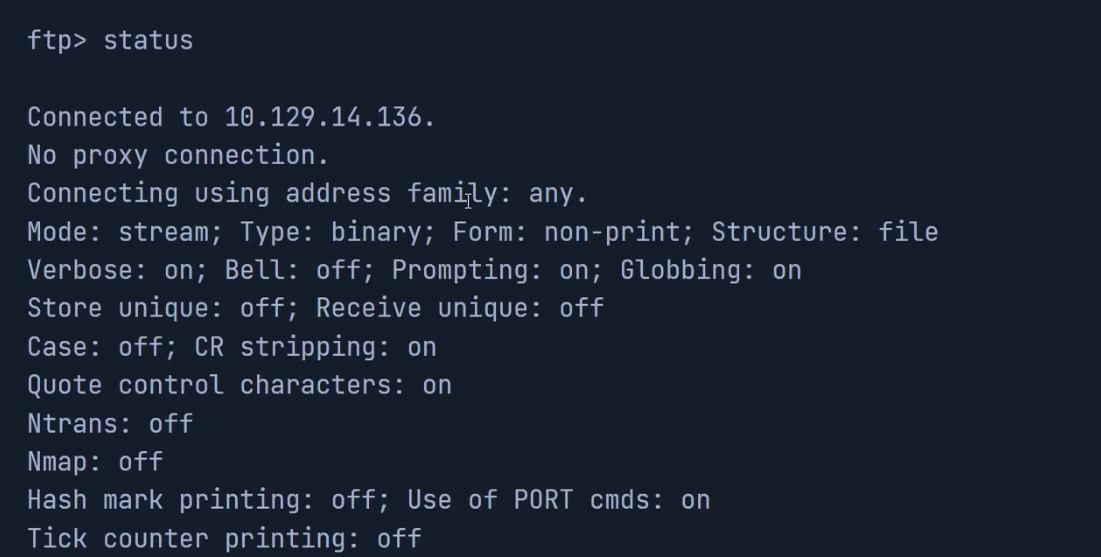 ftp> status
Connected to 10.129.14.136.
No proxy connection.
Connecting using address family: any.
Mode: stream; Type: binary; Form: non-print; Structure: file
Verbose: on; Bell: off; Prompting: on; Globbing: on
Store unique: off; Receive unique: off
Case: off; CR stripping: on
Quote control characters: on
Ntrans: off
Nmap: off
Hash mark printing: off; Use of PORT cmds: on
Tick counter printing: off